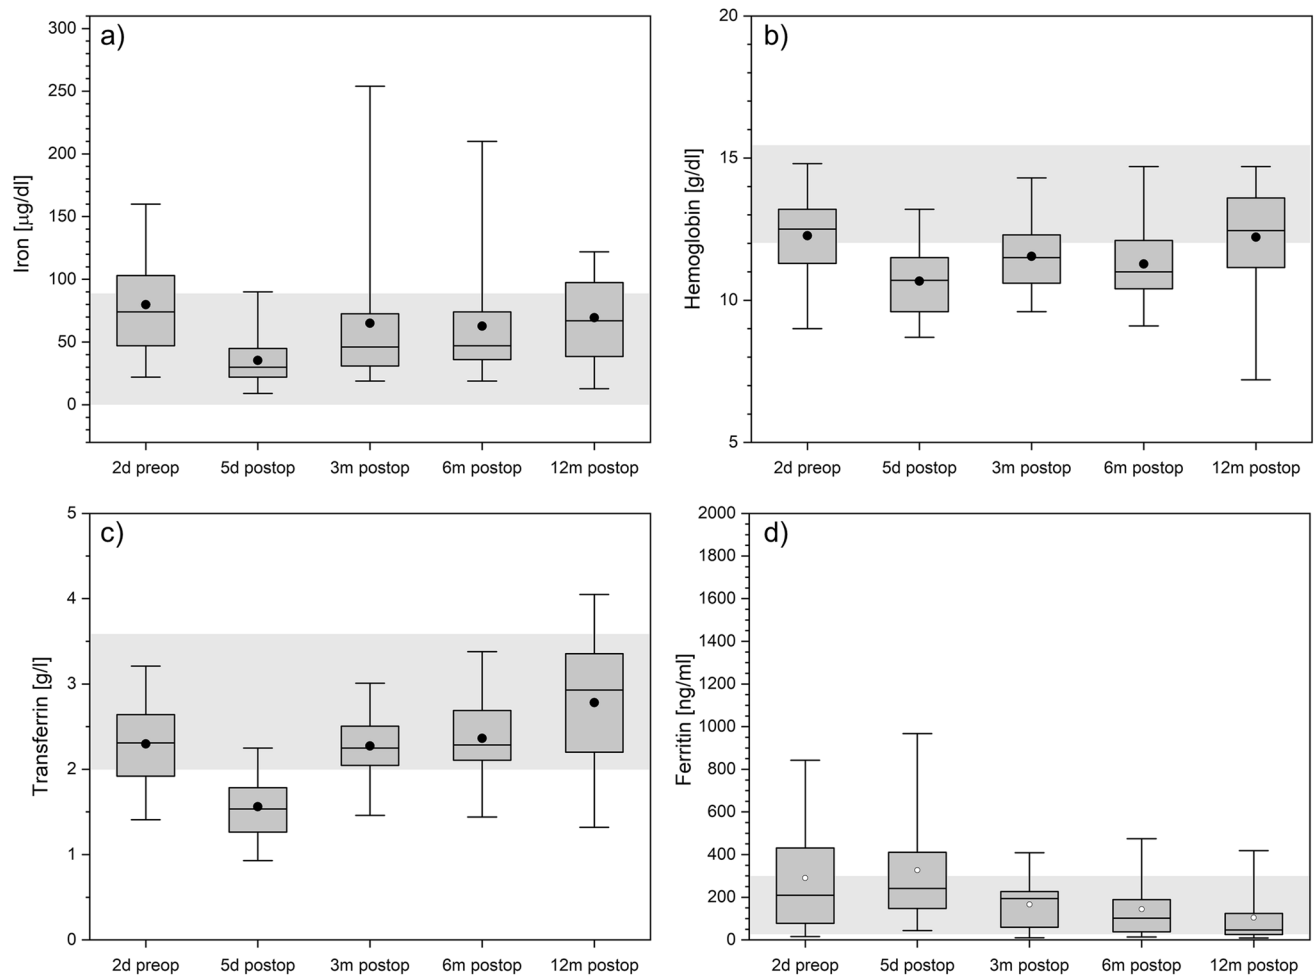 a)
Iron [μg/dl]
300
250
200
150
100
50
0
2d preop 5d postop 3m postop 6m postop 12m postop
b)
Hemoglobin [g/dl]
20
15
10
5
2d preop 5d postop 3m postop 6m postop 12m postop
c)
Transferrin [g/l]
5
4
3
2
1
0
2d preop 5d postop 3m postop 6m postop 12m postop
d)
Ferritin [ng/ml]
2000
1800
1600
1400
1200
1000
800
600
400
200
0
2d preop 5d postop 3m postop 6m postop 12m postop